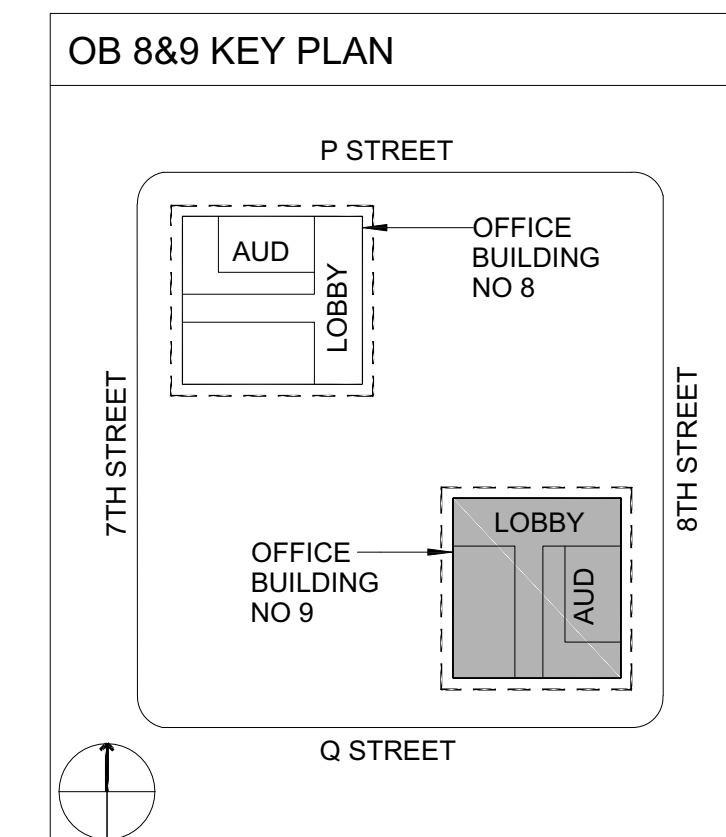 OB 8&9 KEY PLAN
P STREET
AUD
LOBBY
OFFICE
BUILDING
NO 8
7TH STREET
8TH STREET
LOBBY
AUD
OFFICE
BUILDING
NO 9
Q STREET